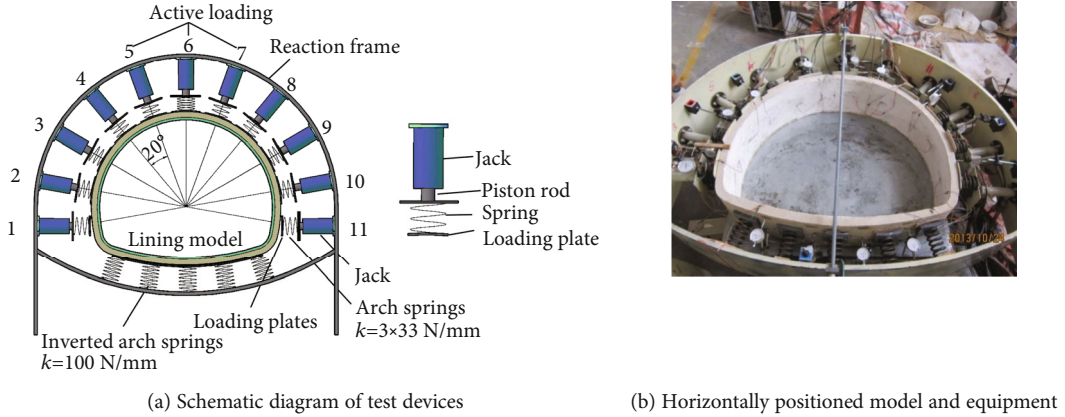 Active loading
5
6
7
Reaction frame
4
8
3
9
20°
2
10
1
11
Lining model
Jack
Arch springs
k=3×33 N/mm
Loading plates
Inverted arch springs
k=100 N/mm
Jack
Piston rod
Spring
Loading plate
(a) Schematic diagram of test devices
2013/10/24
(b) Horizontally positioned model and equipment